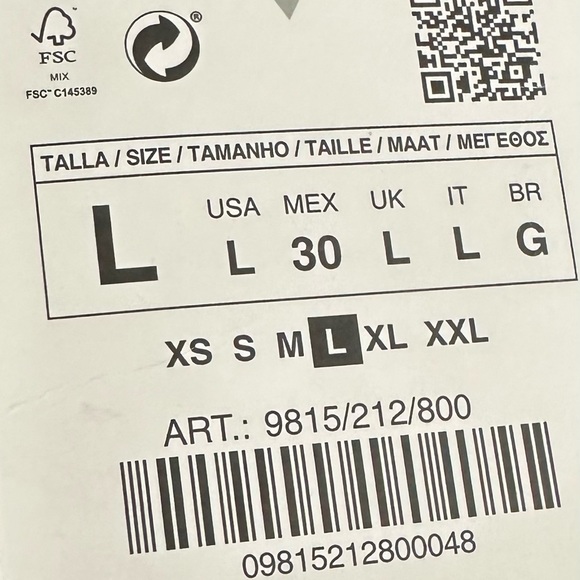 FSC
MIX
FSC™ C145389
®
TALLA / SIZE / TAMANHO / TAILLE / MAAT / ΜΕΓΕΘΟΣ
L
USA MEX UK IT BR
L 30 L L G
XS S M L XL XXL
ART.: 9815/212/800
09815212800048